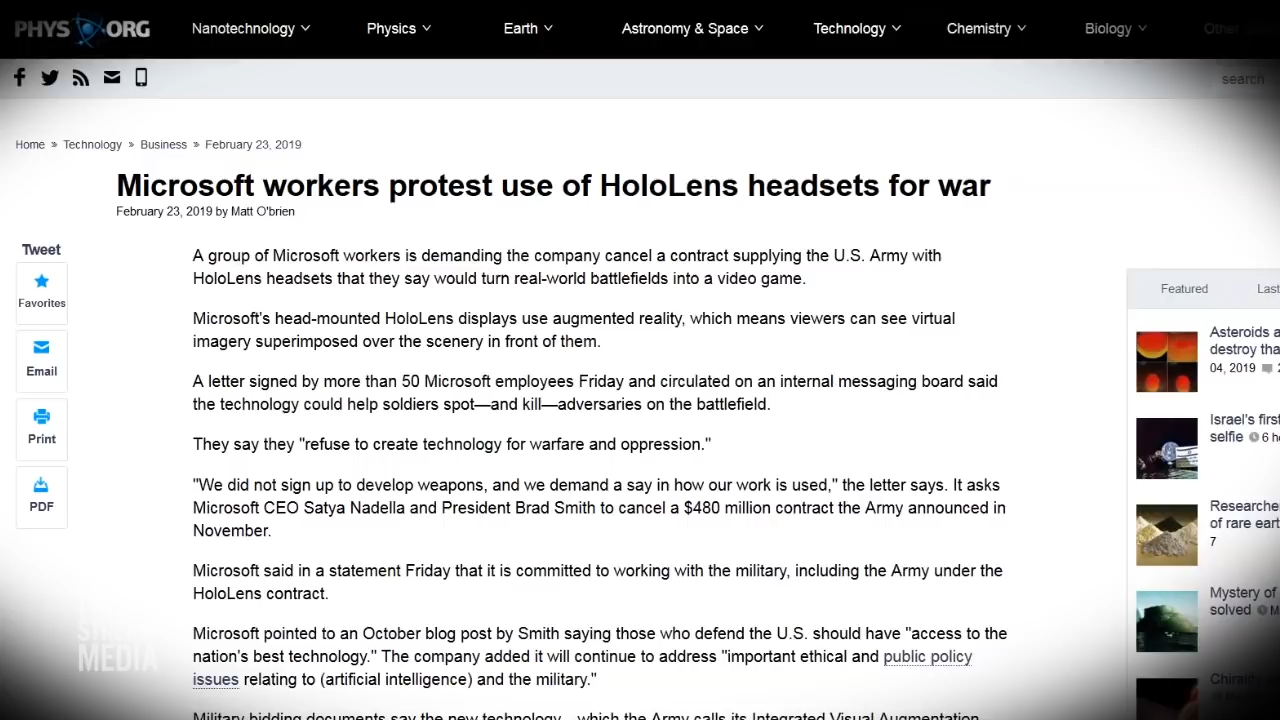 PHYS ORG
Nanotechnology
Physics
Earth
Astronomy & Space
Technology
Chemistry
Biology
Other
search
Home » Technology » Business » February 23, 2019
Microsoft workers protest use of HoloLens headsets for war
February 23, 2019 by Matt O'brien
Tweet
Favorites
Email
Print
PDF
A group of Microsoft workers is demanding the company cancel a contract supplying the U.S. Army with
HoloLens headsets that they say would turn real-world battlefields into a video game.
Microsoft's head-mounted HoloLens displays use augmented reality, which means viewers can see virtual
imagery superimposed over the scenery in front of them.
A letter signed by more than 50 Microsoft employees Friday and circulated on an internal messaging board said
the technology could help soldiers spot—and kill—adversaries on the battlefield.
They say they "refuse to create technology for warfare and oppression."
"We did not sign up to develop weapons, and we demand a say in how our work is used," the letter says. It asks
Microsoft CEO Satya Nadella and President Brad Smith to cancel a $480 million contract the Army announced in
November.
Microsoft said in a statement Friday that it is committed to working with the military, including the Army under the
HoloLens contract.
Microsoft pointed to an October blog post by Smith saying those who defend the U.S. should have "access to the
nation's best technology." The company added it will continue to address "important ethical and public policy
issues relating to (artificial intelligence) and the military."
Military bidding documents say the new technology—which the Army calls its Integrated Visual Augmentation
Featured
Last
Asteroids a
destroy tha
04, 2019 2
Israel's first
selfie 6 h
Researche
of rare eart
7
Mystery of
solved
Chirali
MEDIA